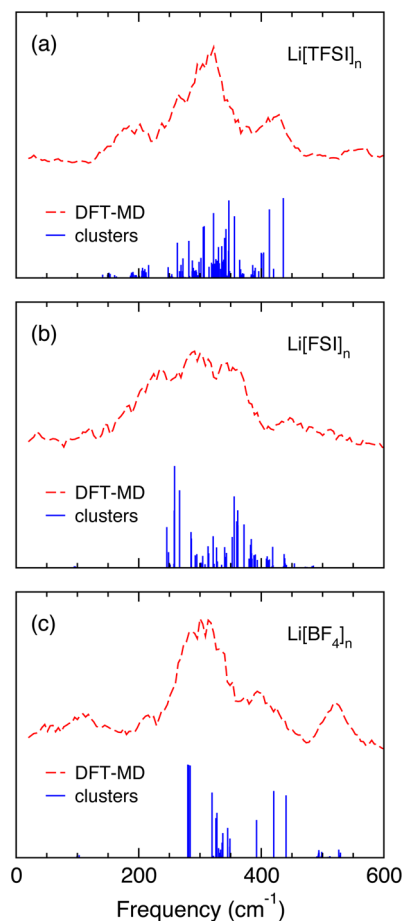 (a)
Li[TFSI]n
DFT-MD
clusters
(b)
Li[FSI]n
DFT-MD
clusters
(c)
Li[BF4]n
DFT-MD
clusters
0 200 400 600
Frequency (cm-1)